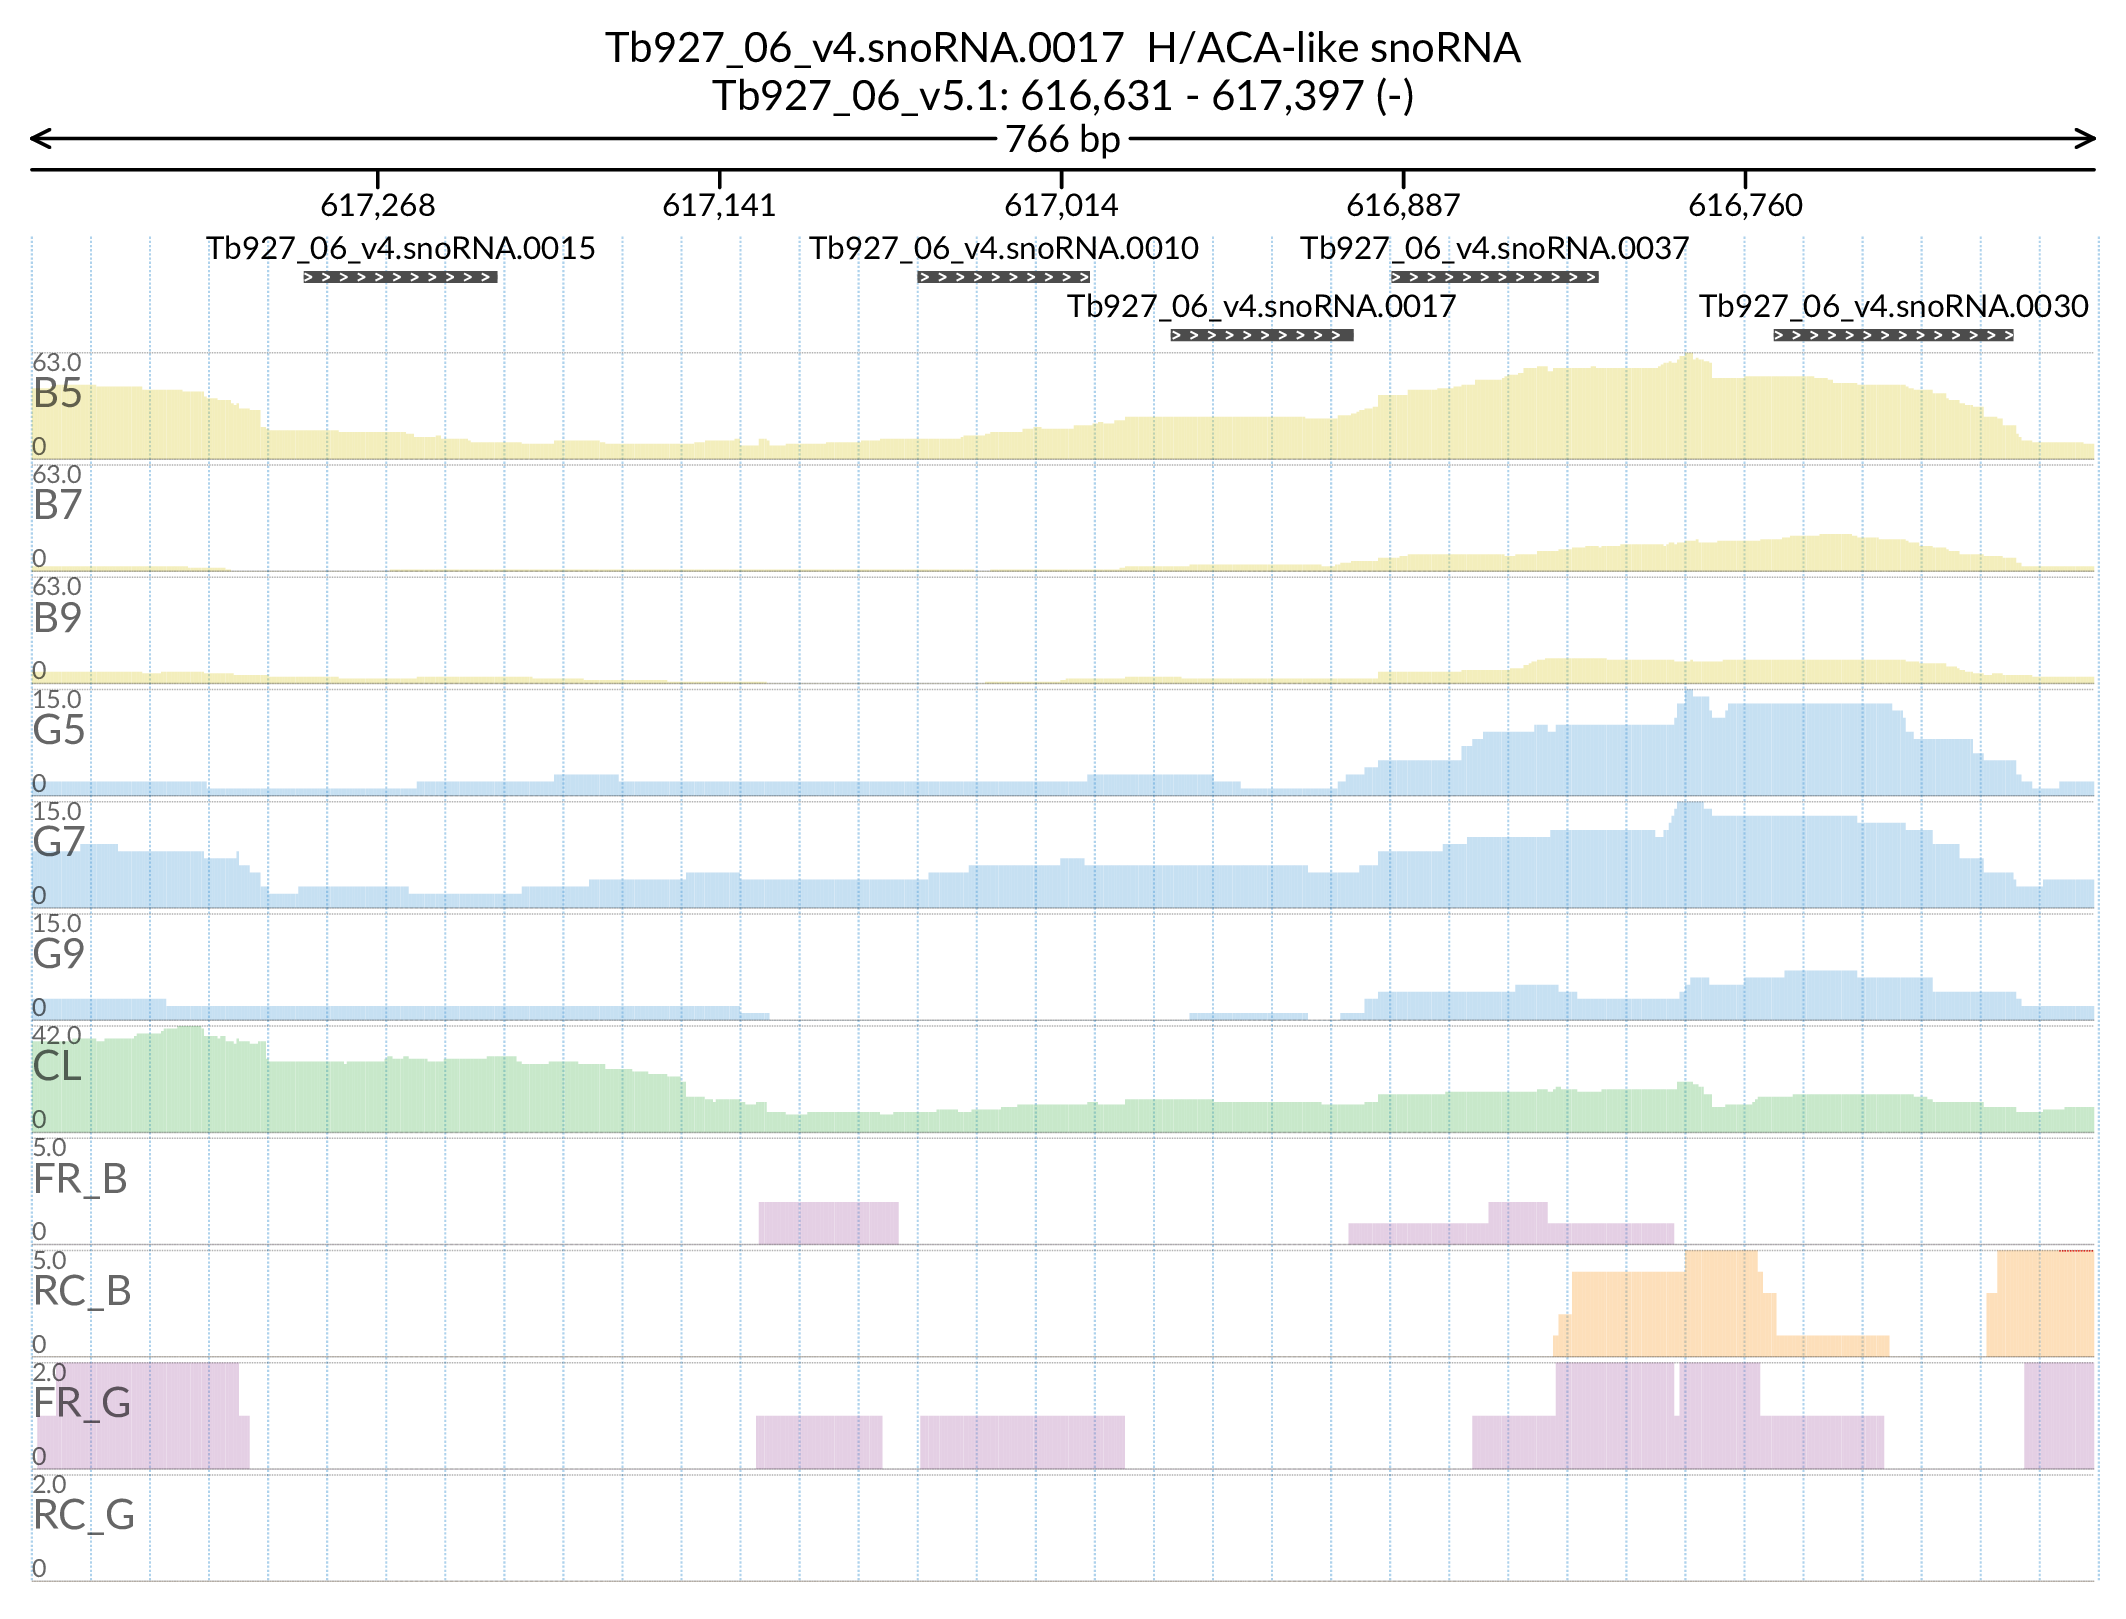 Tb927_06_v4.snoRNA.0017 H/ACA-like snoRNA
Tb927_06_v5.1: 616,631 - 617,397 (-)
766 bp
617,268 617,141 617,014 616,887 616,760
Tb927_06_v4.snoRNA.0015 Tb927_06_v4.snoRNA.0010 Tb927_06_v4.snoRNA.0037
Tb927_06_v4.snoRNA.0017 Tb927_06_v4.snoRNA.0030
63.0
B5
0
63.0
B7
0
63.0
B9
0
15.0
G5
0
15.0
G7
0
15.0
G9
0
42.0
CL
0
5.0
FR_B
0
5.0
RC_B
0
2.0
FR_G
0
2.0
RC_G
0